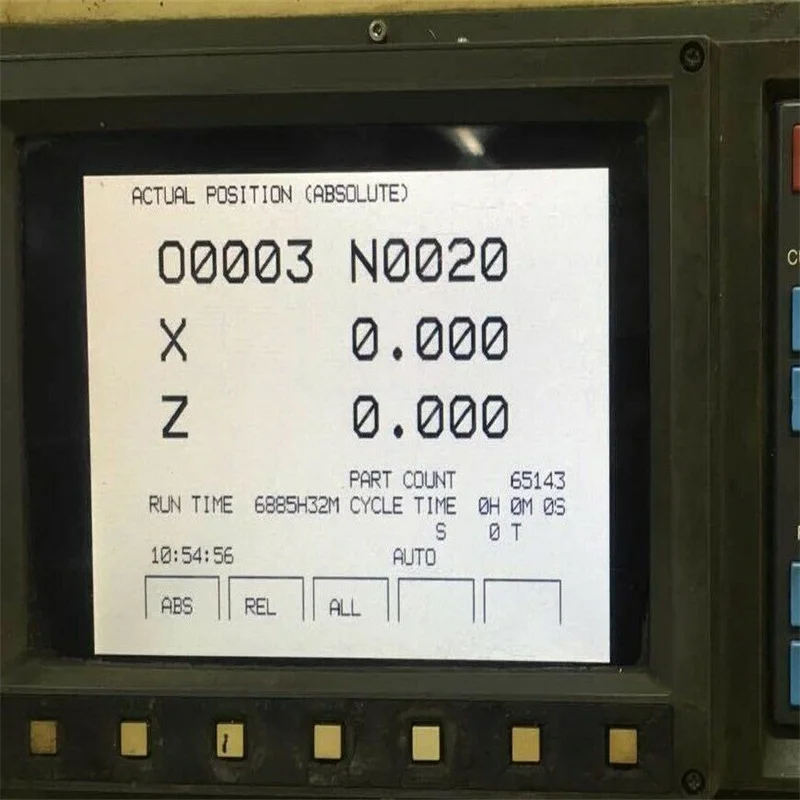 ACTUAL POSITION (ABSOLUTE)
O0003 N0020
X 0.000
Z 0.000
PART COUNT 65143
RUN TIME 6885H32M CYCLE TIME 0H 0M 0S
S 0 T
10:54:56 AUTO
ABS REL ALL